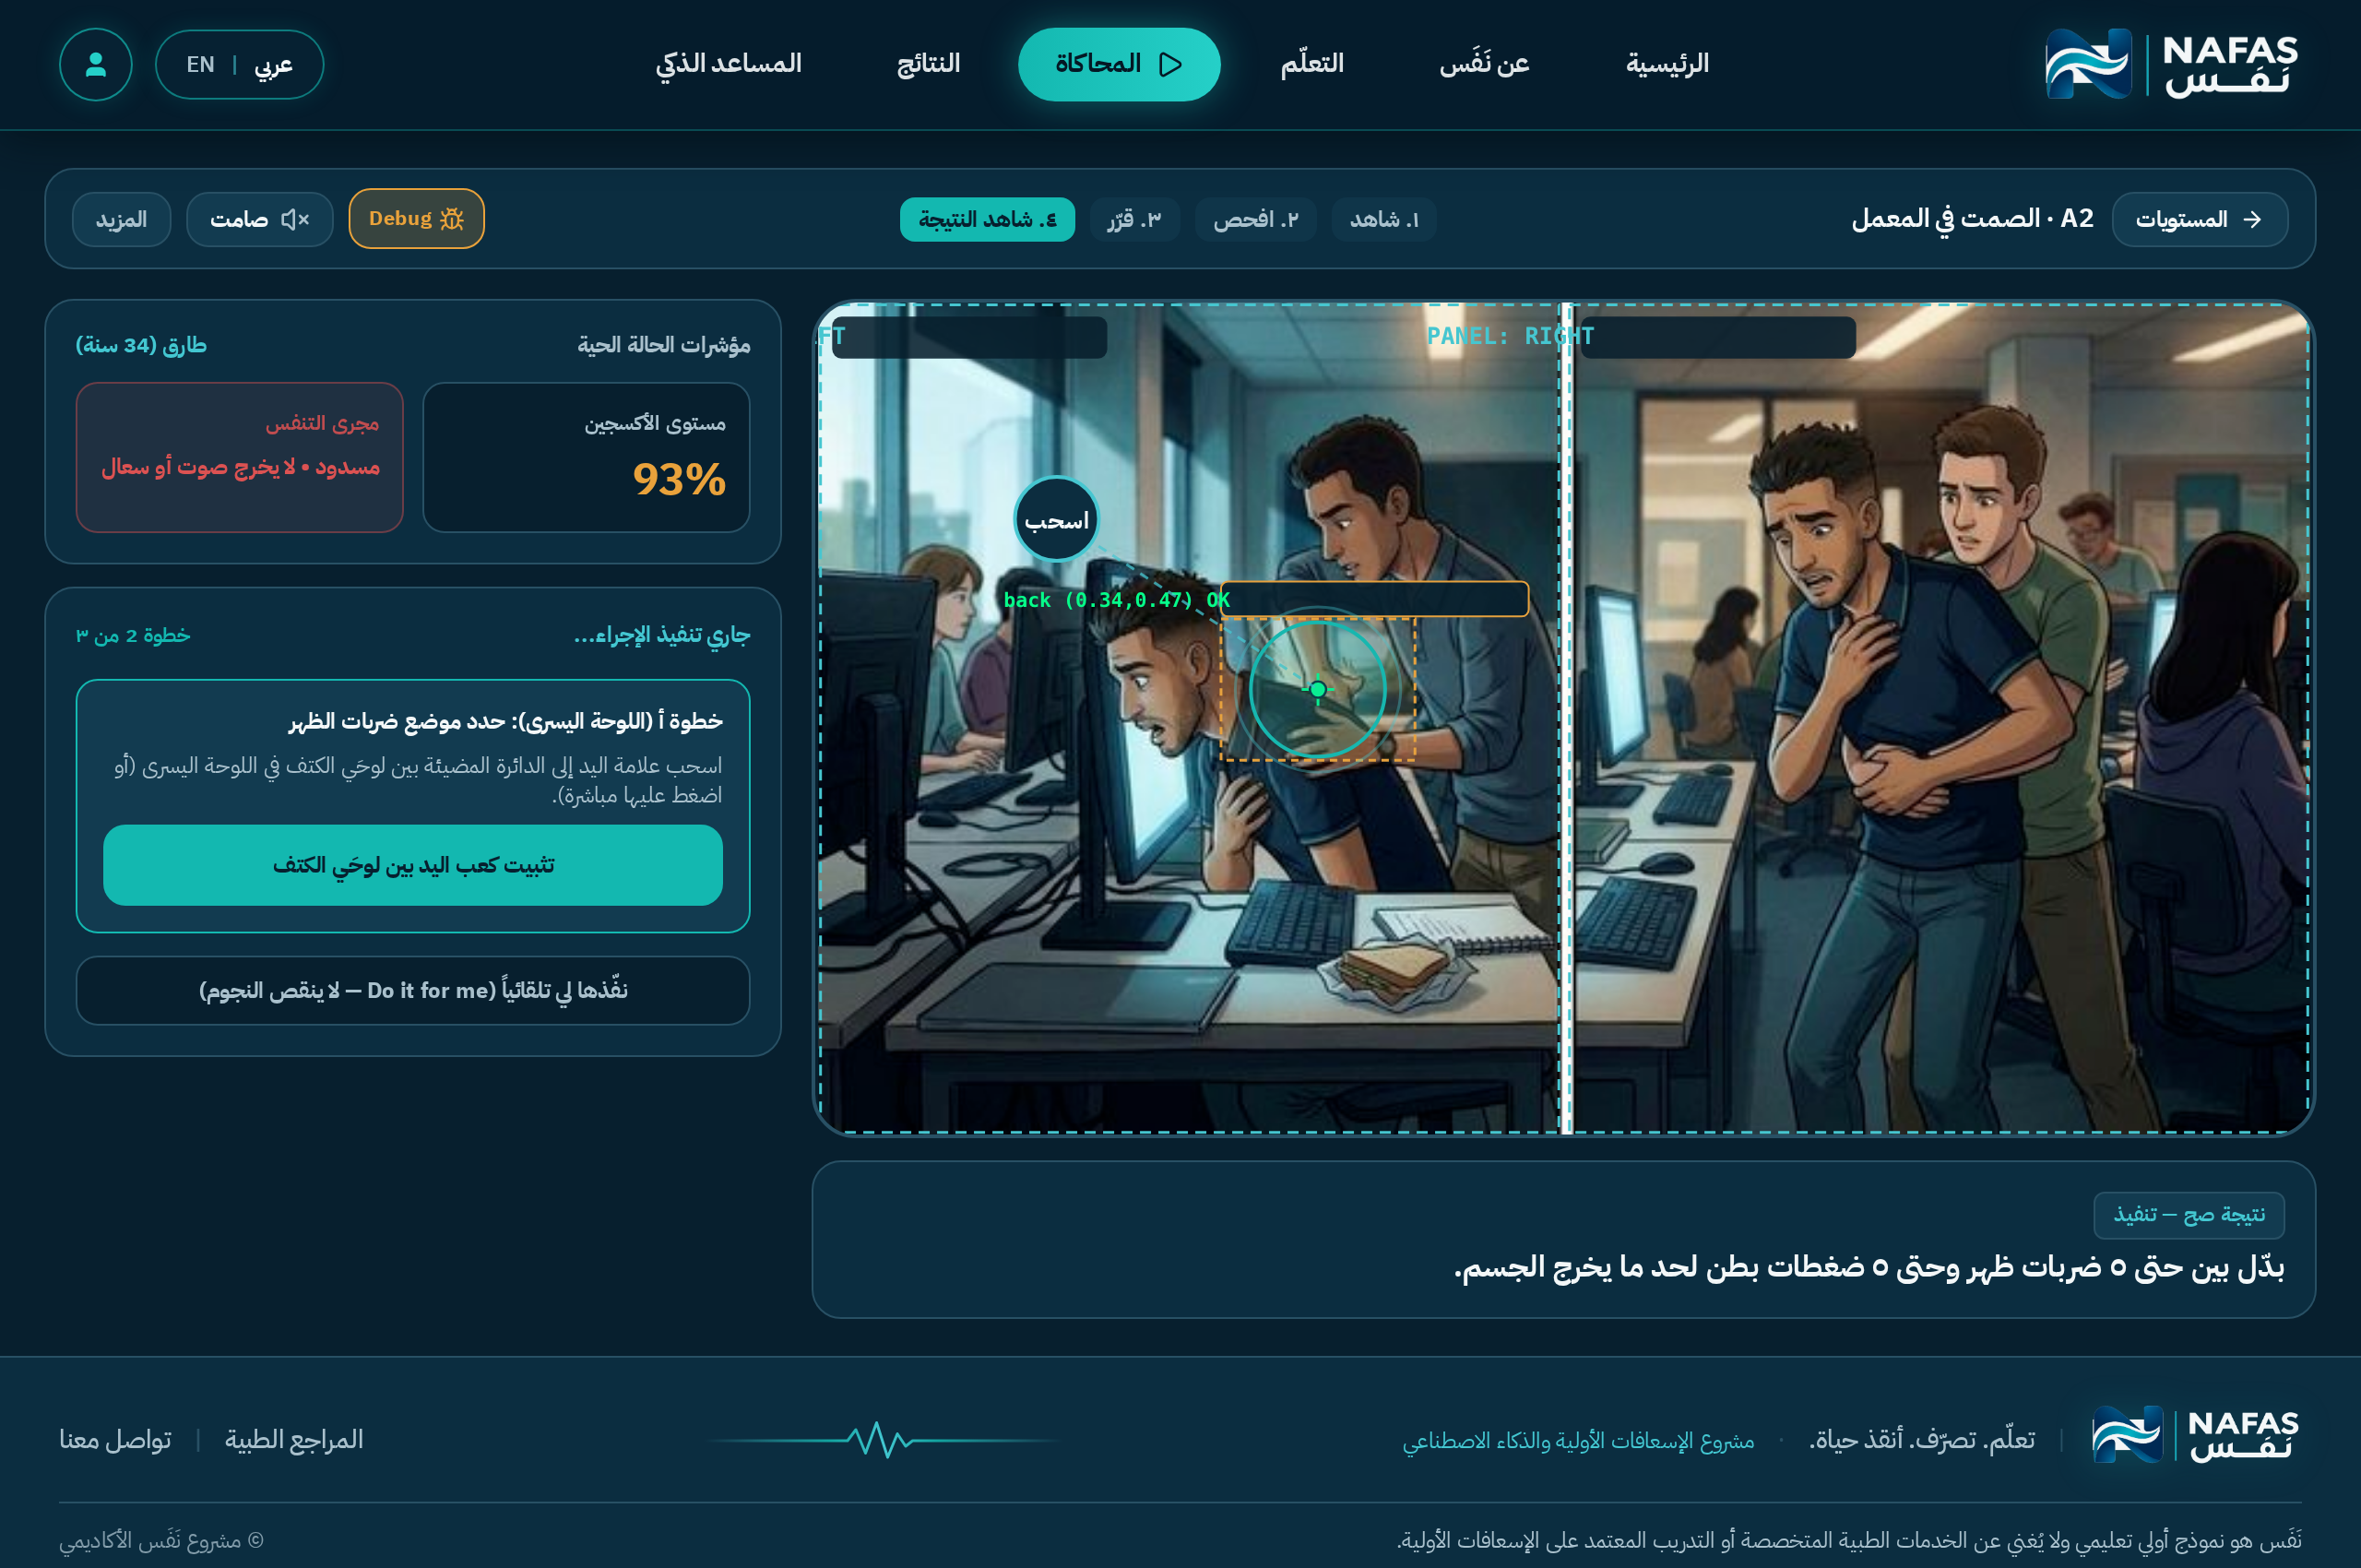 NAFAS
نَفَس
الرئيسية
عن نَفَس
التعلّم
المحاكاة
النتائج
المساعد الذكي
عربي | EN
المستويات
A2 · الصمت في المعمل
١. شاهد
٢. افحص
٣. قرّر
٤. شاهد النتيجة
Debug
صامت
المزيد
PANEL: RIGHT
FT
اسحب
back (0.34,0.47) OK
مؤشرات الحالة الحية
طارق (34 سنة)
مستوى الأكسجين
93%
مجرى التنفس
مسدود • لا يخرج صوت أو سعال
جاري تنفيذ الإجراء...
خطوة 2 من ٣
خطوة أ (اللوحة اليسرى): حدد موضع ضربات الظهر
اسحب علامة اليد إلى الدائرة المضيئة بين لوحَي الكتف في اللوحة اليسرى (أو
اضغط عليها مباشرة).
تثبيت كعب اليد بين لوحَي الكتف
نفّذها لي تلقائياً (Do it for me — لا ينقص النجوم)
نتيجة صح — تنفيذ
بدّل بين حتى ٥ ضربات ظهر وحتى ٥ ضغطات بطن لحد ما يخرج الجسم.
NAFAS
نَفَس
تعلّم. تصرّف. أنقذ حياة.
مشروع الإسعافات الأولية والذكاء الاصطناعي
المراجع الطبية | تواصل معنا
نَفَس هو نموذج أولي تعليمي ولا يُغني عن الخدمات الطبية المتخصصة أو التدريب المعتمد على الإسعافات الأولية.
© مشروع نَفَس الأكاديمي